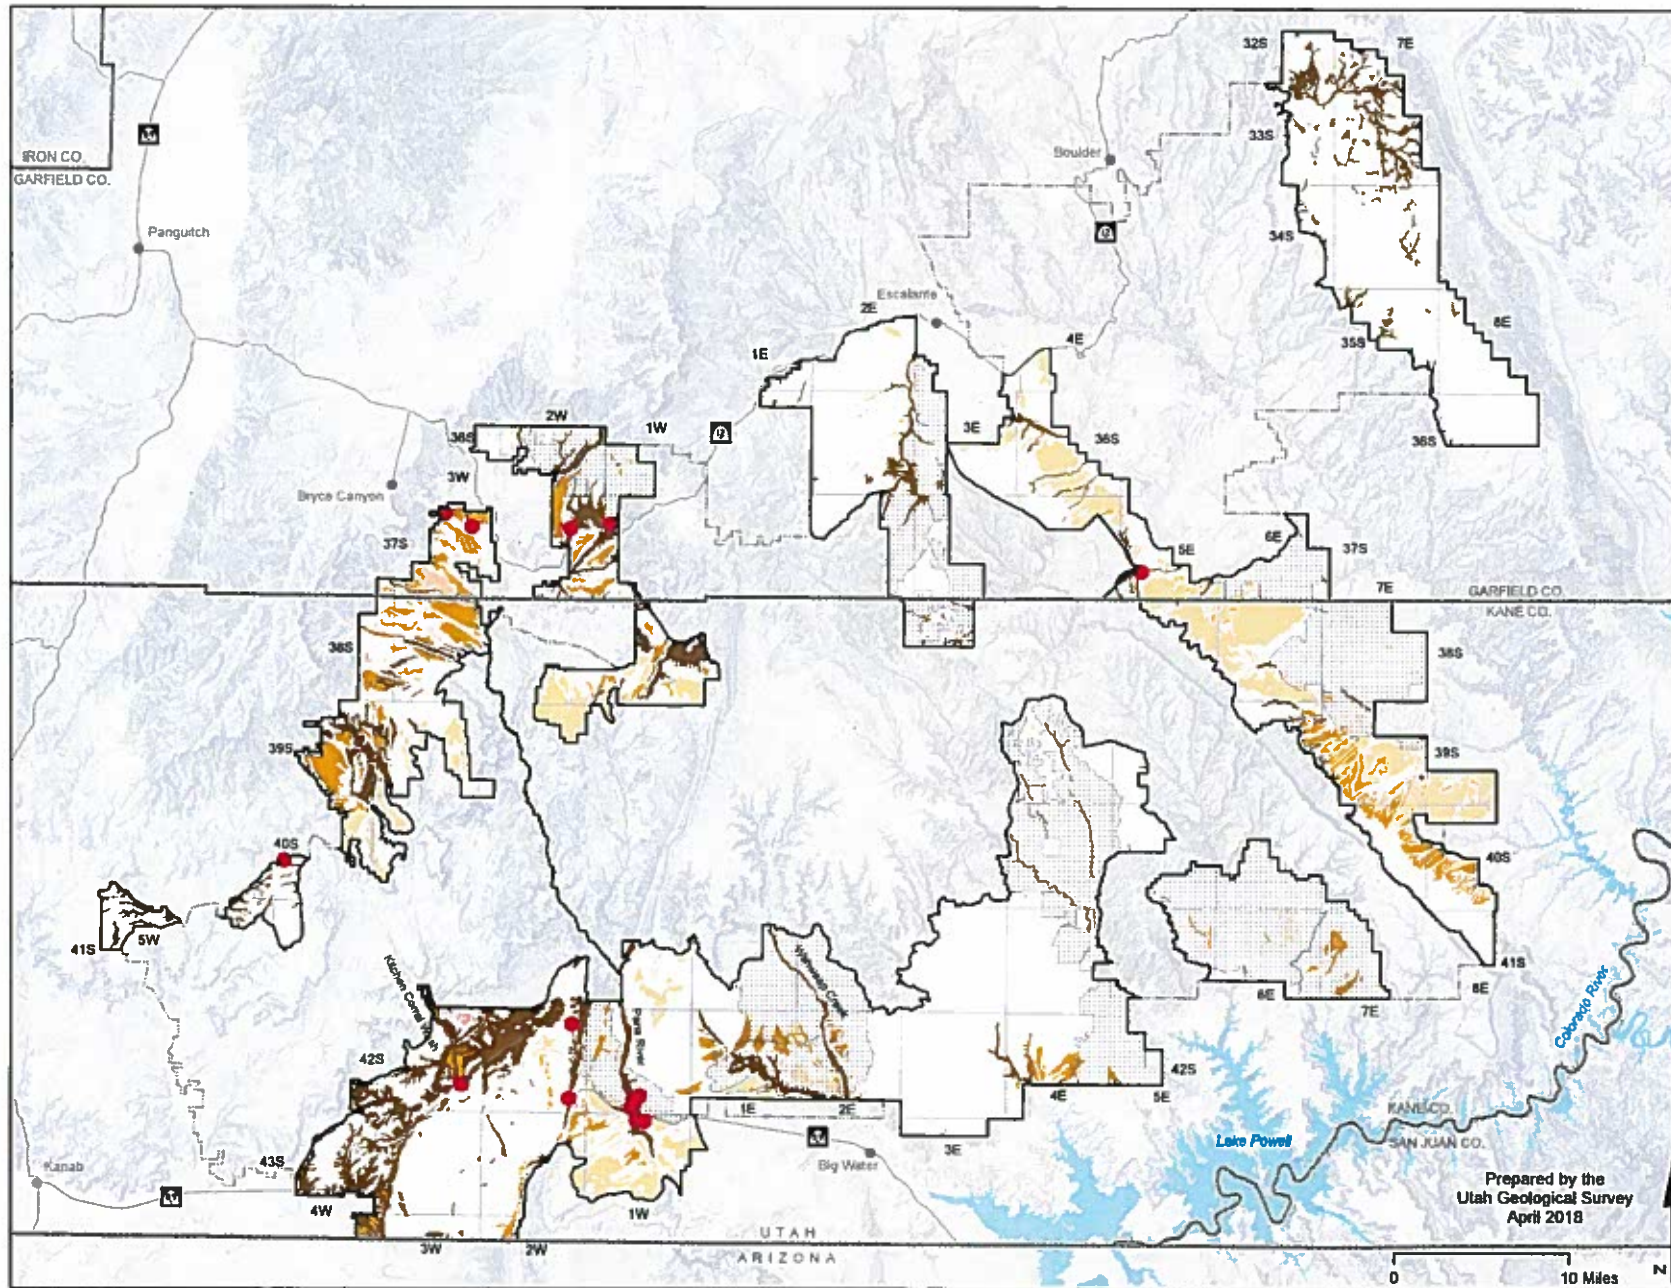 32S
7E
IRON CO.
GARFIELD CO.
33S
Boulder
Panguitch
34S
12
Escalante
2E
8E
35S
1E
4E
2W
36S
1W
12
3E
36S
36S
3W
Bryce Canyon
37S
5E
6E
37S
7E
GARFIELD CO.
KANE CO.
38S
38S
39S
39S
40S
40S
41S
5W
41S
8E
6E
7E
Kitchen Corral Wash
Paria River
Wahweap Creek
Colorado River
42S
42S
1E
2E
4E
5E
3E
KANE CO.
SAN JUAN CO.
Lake Powell
43S
Kanab
Big Water
4W
1W
3W
2W
UTAH
ARIZONA
Prepared by the
Utah Geological Survey
April 2018
0
10 Miles
N